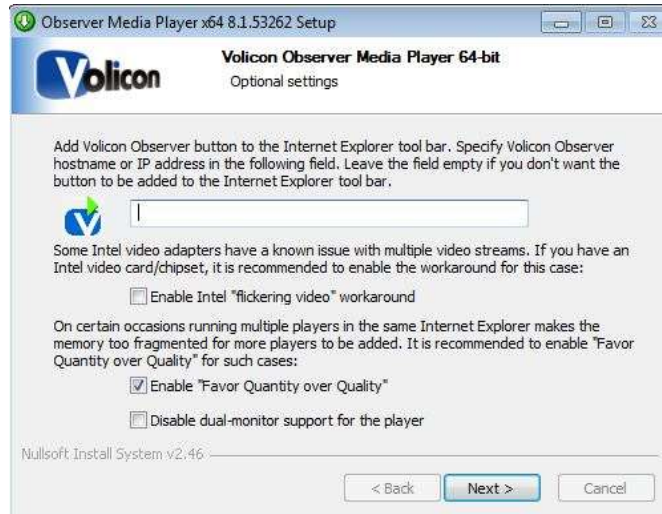 Observer Media Player x64 8.1.53262 Setup
Volicon
Volicon Observer Media Player 64-bit
Optional settings
Add Volicon Observer button to the Internet Explorer tool bar. Specify Volicon Observer
hostname or IP address in the following field. Leave the field empty if you don't want the
button to be added to the Internet Explorer tool bar.
V
Some Intel video adapters have a known issue with multiple video streams. If you have an
Intel video card/chipset, it is recommended to enable the workaround for this case:
Enable Intel "flickering video" workaround
On certain occasions running multiple players in the same Internet Explorer makes the
memory too fragmented for more players to be added. It is recommended to enable "Favor
Quantity over Quality" for such cases:
Enable "Favor Quantity over Quality"
Disable dual-monitor support for the player
Nullsoft Install System v2.46
< Back
Next >
Cancel